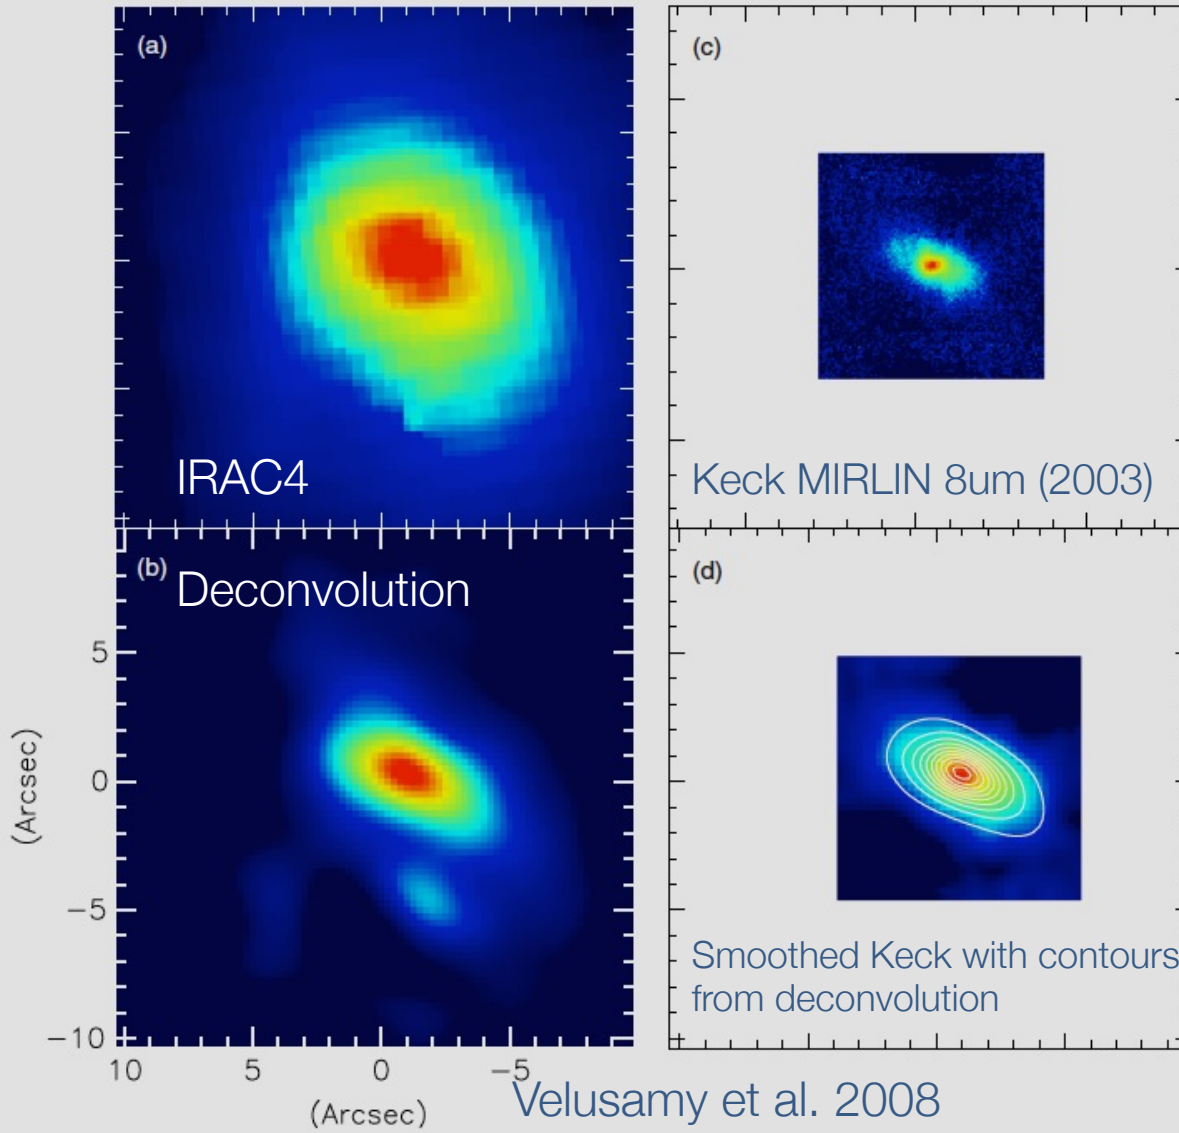 (a)
IRAC4
(c)
Keck MIRLIN 8um (2003)
(b)
Deconvolution
5
0
−5
−10
(Arcsec)
10
5
0
−5
(Arcsec)
(d)
Smoothed Keck with contours
from deconvolution
Velusamy et al. 2008